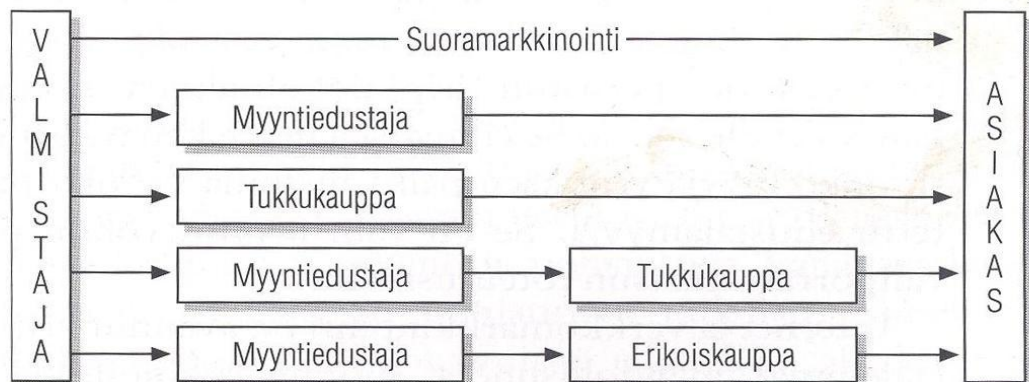 VALMISTAJA
Suoramarkkinointi
Myyntiedustaja
Tukkukauppa
Myyntiedustaja
Tukkukauppa
Myyntiedustaja
Erikoiskauppa
ASIAKAS